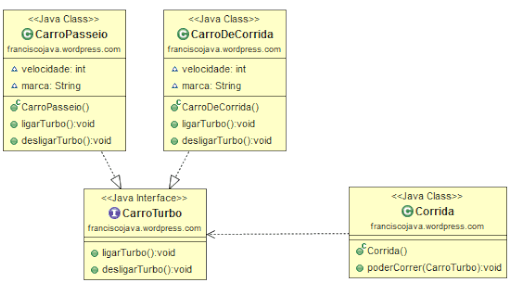 <<Java Class>>
CarroPasseio
franciscojava.wordpress.com
velocidade: int
marca: String
CarroPasseio()
ligarTurbo():void
desligarTurbo():void
<<Java Class>>
CarroDeCorrida
franciscojava.wordpress.com
velocidade: int
marca: String
CarroDeCorrida()
ligarTurbo():void
desligarTurbo():void
<<Java Interface>>
CarroTurbo
franciscojava.wordpress.com
ligarTurbo():void
desligarTurbo():void
<<Java Class>>
Corrida
franciscojava.wordpress.com
Corrida()
poderCorrer(CarroTurbo):void